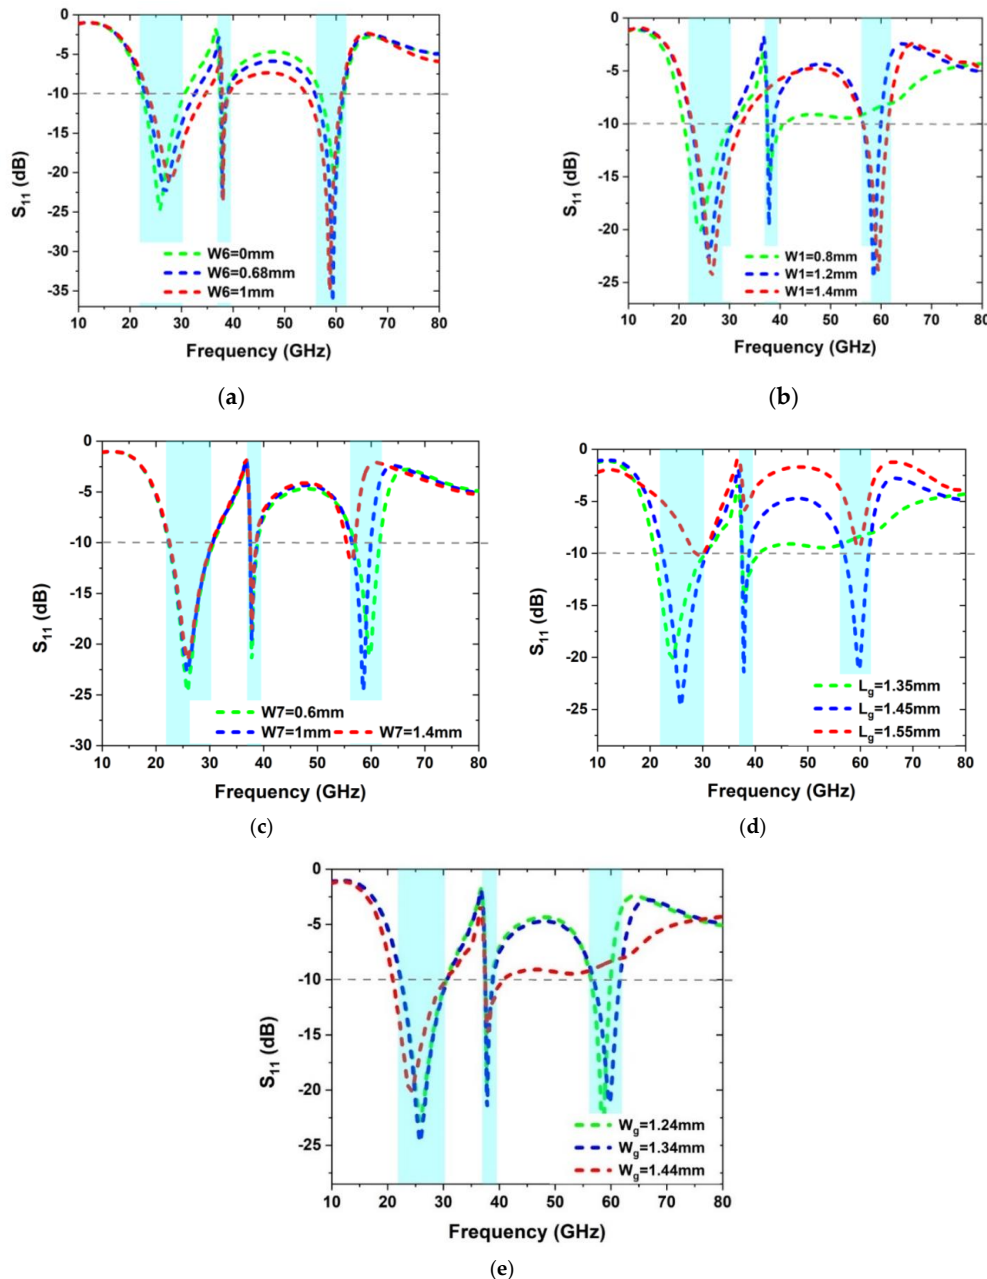 0
-5
-10
-15
-20
-25
-30
-35
S11 (dB)
W6=0mm
W6=0.68mm
W6=1mm
10 20 30 40 50 60 70 80
Frequency (GHz)
(a)
0
-5
-10
-15
-20
-25
S11 (dB)
W1=0.8mm
W1=1.2mm
W1=1.4mm
10 20 30 40 50 60 70 80
Frequency (GHz)
(b)
0
-5
-10
-15
-20
-25
-30
S11 (dB)
W7=0.6mm
W7=1mm W7=1.4mm
10 20 30 40 50 60 70 80
Frequency (GHz)
(c)
0
-5
-10
-15
-20
-25
S11 (dB)
Lg=1.35mm
Lg=1.45mm
Lg=1.55mm
10 20 30 40 50 60 70 80
Frequency (GHz)
(d)
0
-5
-10
-15
-20
-25
S11 (dB)
Wg=1.24mm
Wg=1.34mm
Wg=1.44mm
10 20 30 40 50 60 70 80
Frequency (GHz)
(e)